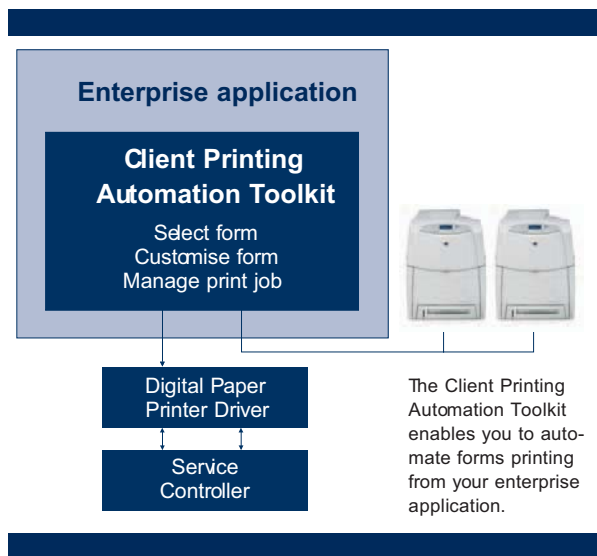 Enterprise application
Client Printing
Automation Toolkit
Select form
Customise form
Manage print job
Digital Paper
Printer Driver
Service
Controller
The Client Printing
Automation Toolkit
enables you to auto-
mate forms printing
from your enterprise
application.